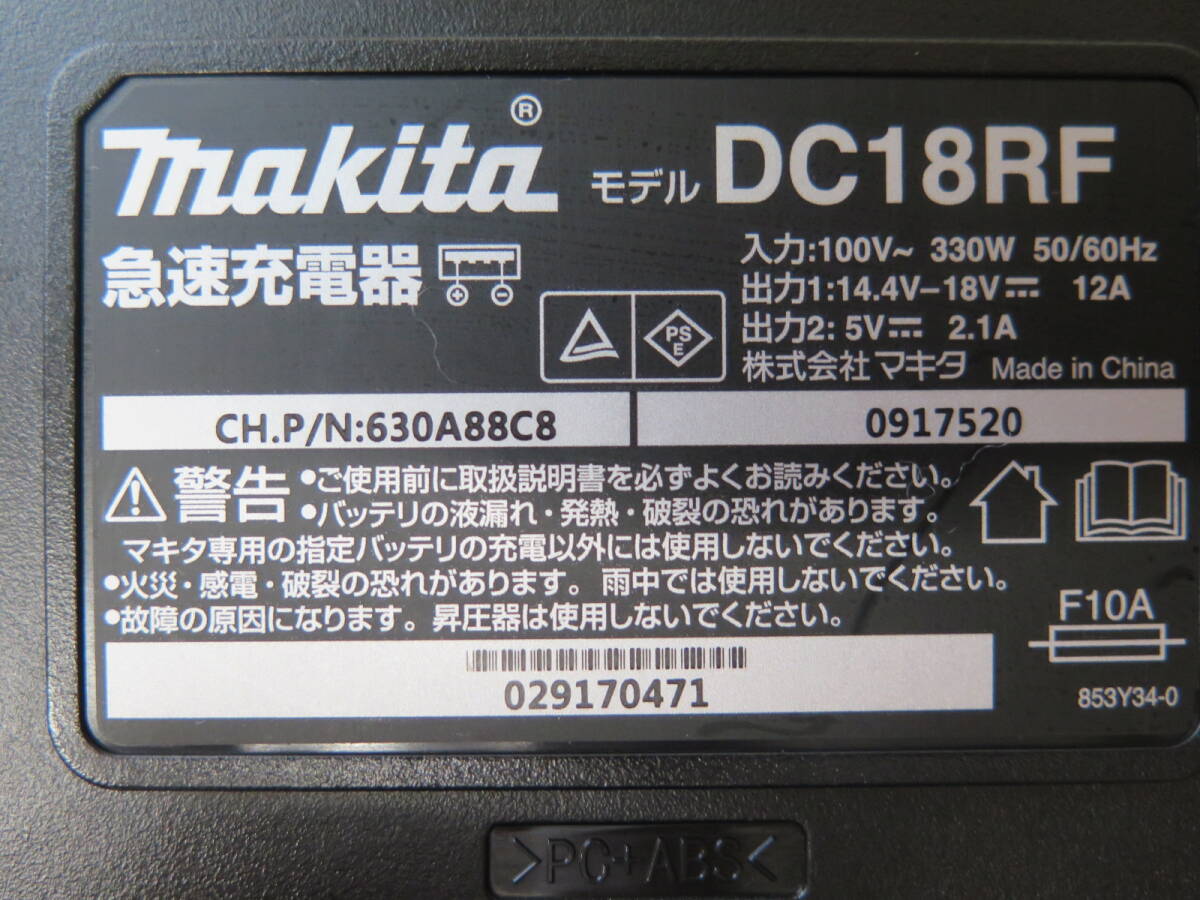 makita®
モデル DC18RF
急速充電器
入力:100V~ 330W 50/60Hz
出力1:14.4V–18V⎓ 12A
出力2: 5V⎓ 2.1A
PS
E
株式会社マキタ Made in China
CH.P/N:630A88C8
0917520
警告 •ご使用前に取扱説明書を必ずよくお読みください。
•バッテリの液漏れ・発熱・破裂の恐れがあります。
マキタ専用の指定バッテリの充電以外には使用しないでください。
•火災・感電・破裂の恐れがあります。雨中では使用しないでください。
•故障の原因になります。昇圧器は使用しないでください。
F10A
029170471
853Y34-0
>PC+ABS<